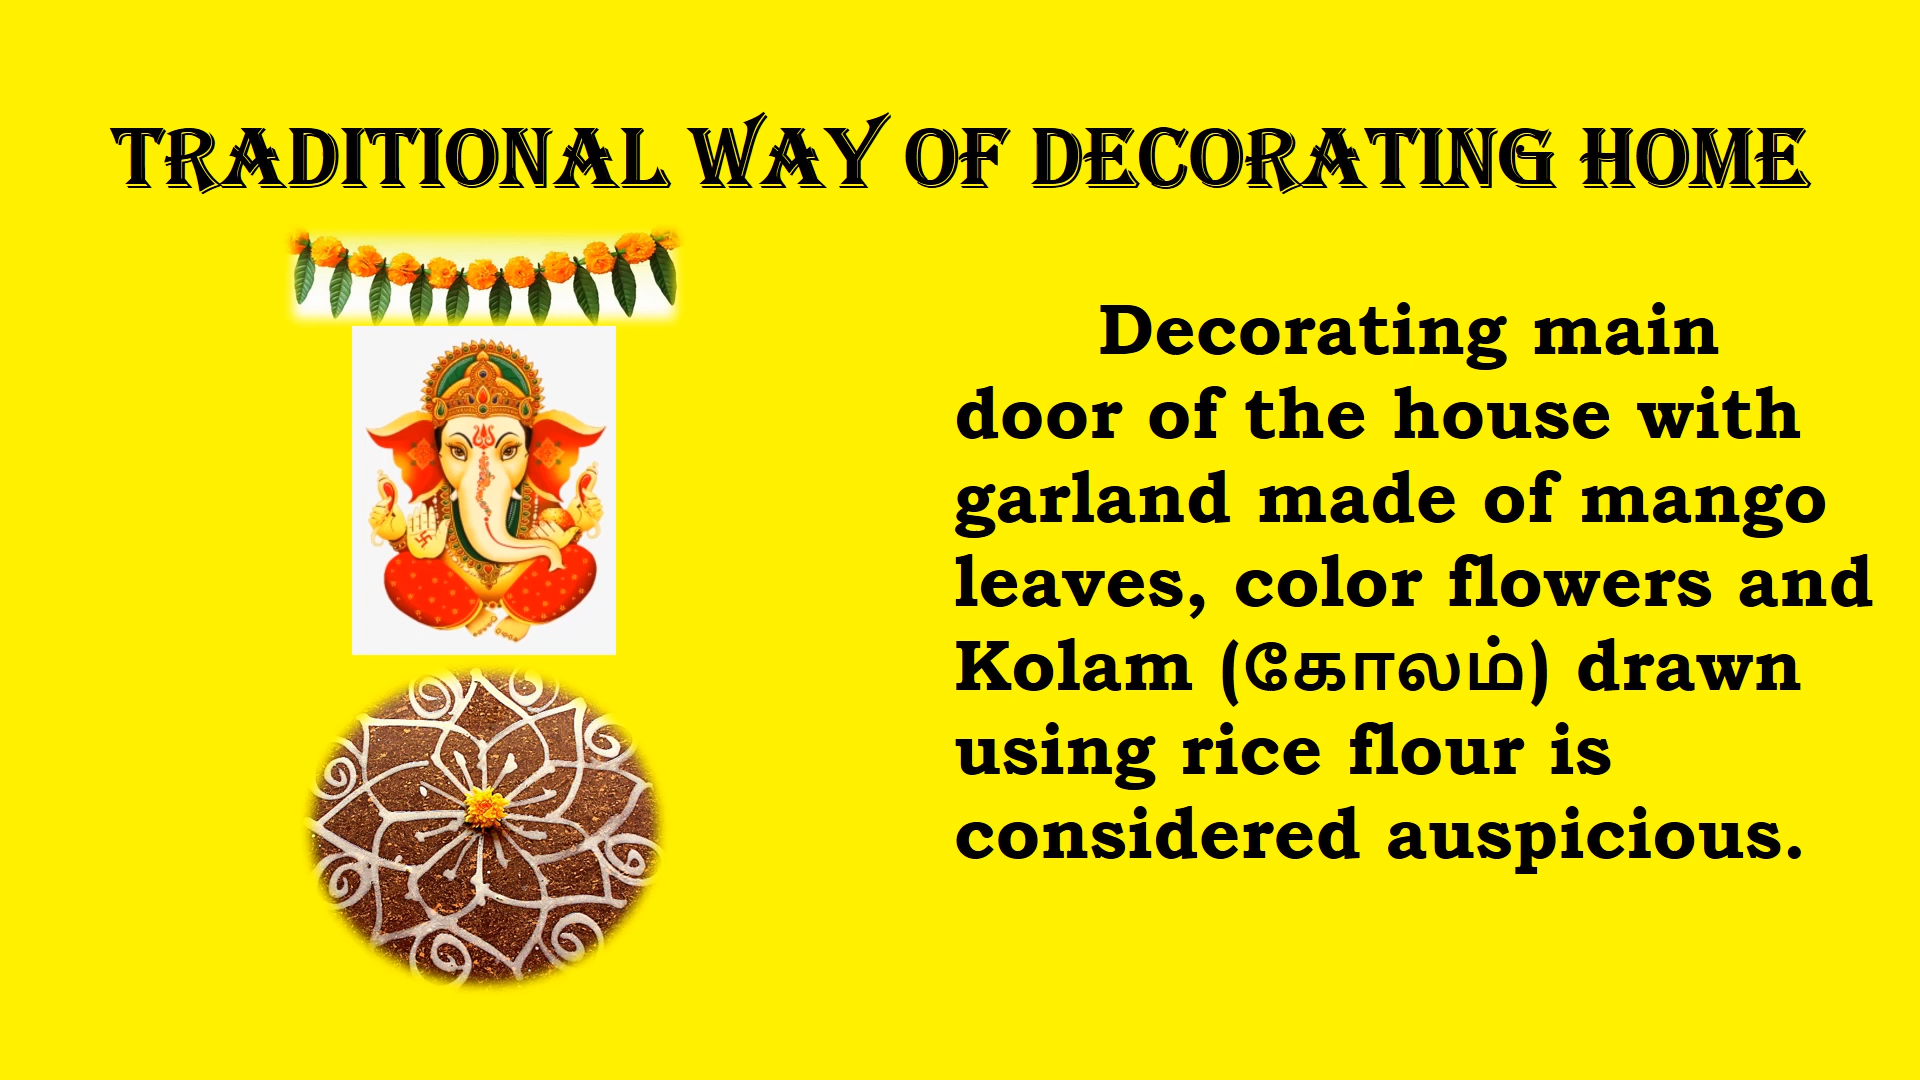 TRADITIONAL WAY OF DECORATING HOME
Decorating main
door of the house with
garland made of mango
leaves, color flowers and
Kolam (கோலம்) drawn
using rice flour is
considered auspicious.